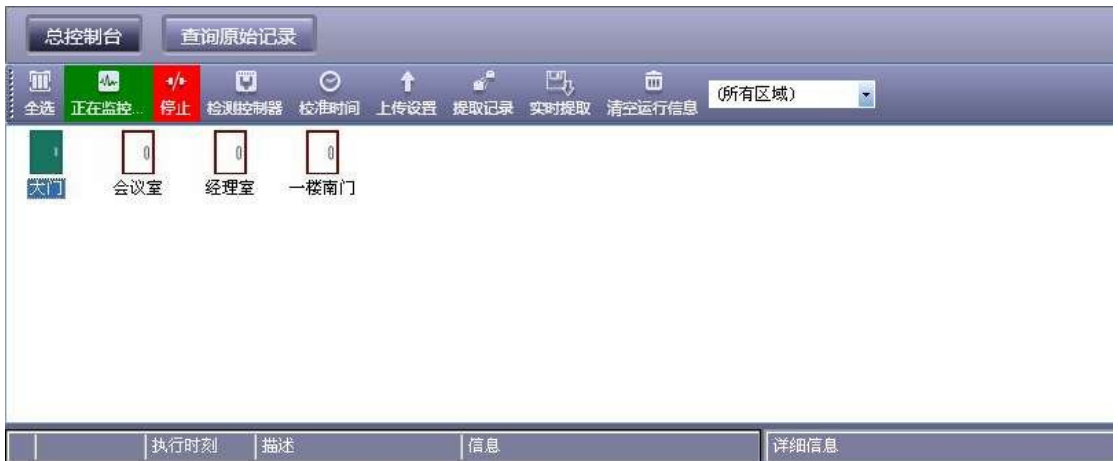 总控制台 查询原始记录
全选 正在监控... 停止 检测控制器 校准时间 上传设置 提取记录 实时提取 清空运行信息 (所有区域)
大门 会议室 经理室 一楼南门
执行时刻 描述 信息 详细信息